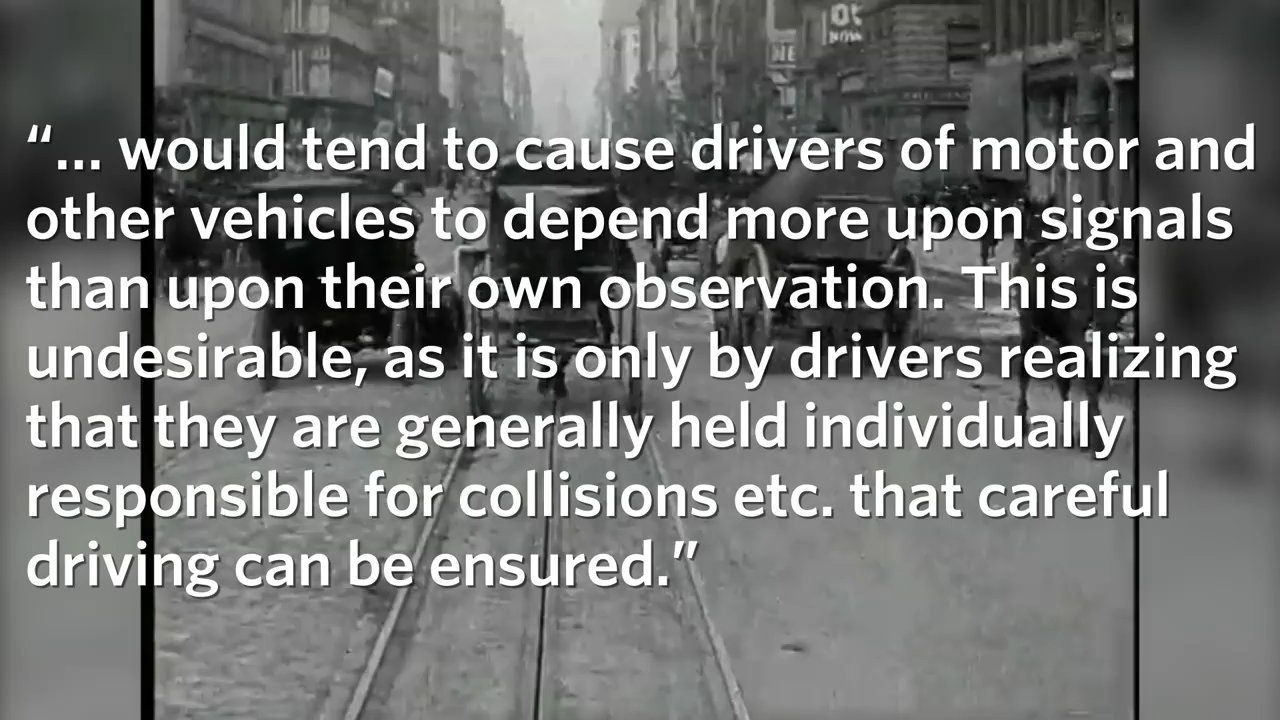 “... would tend to cause drivers of motor and
other vehicles to depend more upon signals
than upon their own observation. This is
undesirable, as it is only by drivers realizing
that they are generally held individually
responsible for collisions etc. that careful
driving can be ensured.”